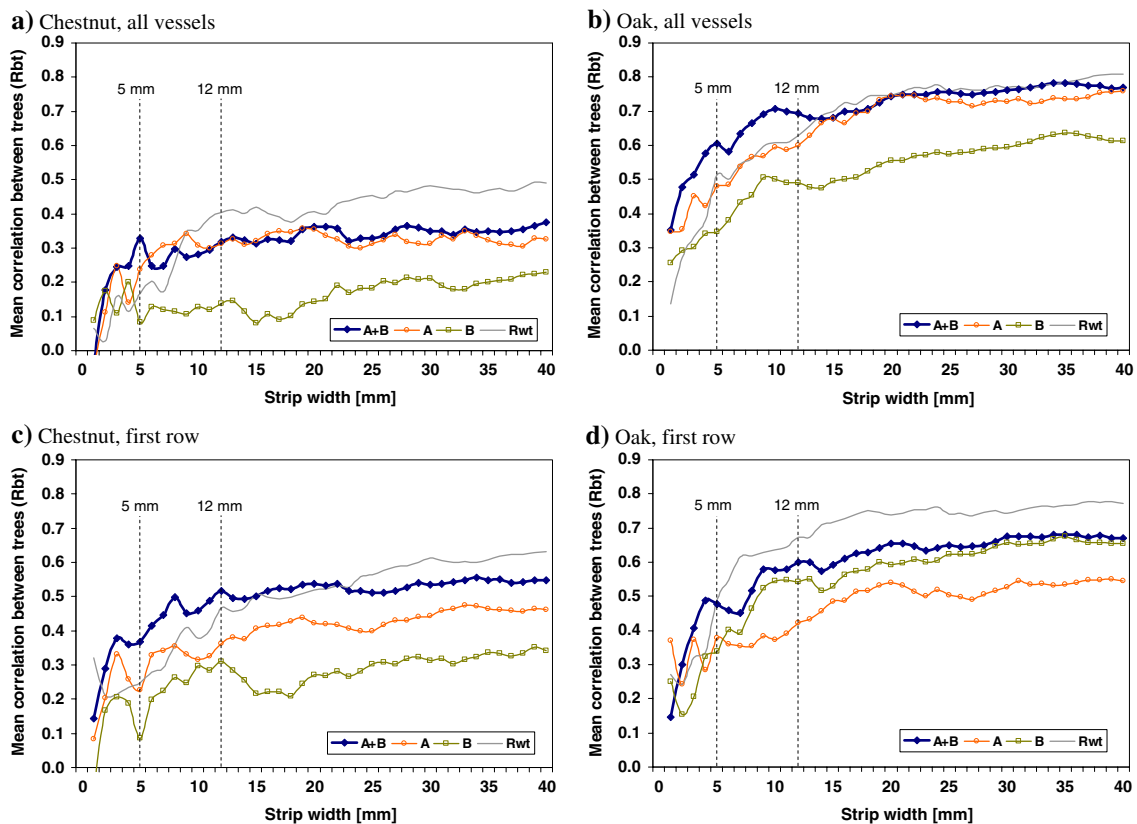 a) Chestnut, all vessels
Mean correlation between trees (Rbt)
0.9
0.8
0.7
0.6
0.5
0.4
0.3
0.2
0.1
0.0
5 mm
12 mm
A+B A B Rwt
0 5 10 15 20 25 30 35 40
Strip width [mm]
b) Oak, all vessels
Mean correlation between trees (Rbt)
0.9
0.8
0.7
0.6
0.5
0.4
0.3
0.2
0.1
0.0
5 mm
12 mm
A+B A B Rwt
0 5 10 15 20 25 30 35 40
Strip width [mm]
c) Chestnut, first row
Mean correlation between trees (Rbt)
0.9
0.8
0.7
0.6
0.5
0.4
0.3
0.2
0.1
0.0
5 mm
12 mm
A+B A B Rwt
0 5 10 15 20 25 30 35 40
Strip width [mm]
d) Oak, first row
Mean correlation between trees (Rbt)
0.9
0.8
0.7
0.6
0.5
0.4
0.3
0.2
0.1
0.0
5 mm
12 mm
A+B A B Rwt
0 5 10 15 20 25 30 35 40
Strip width [mm]